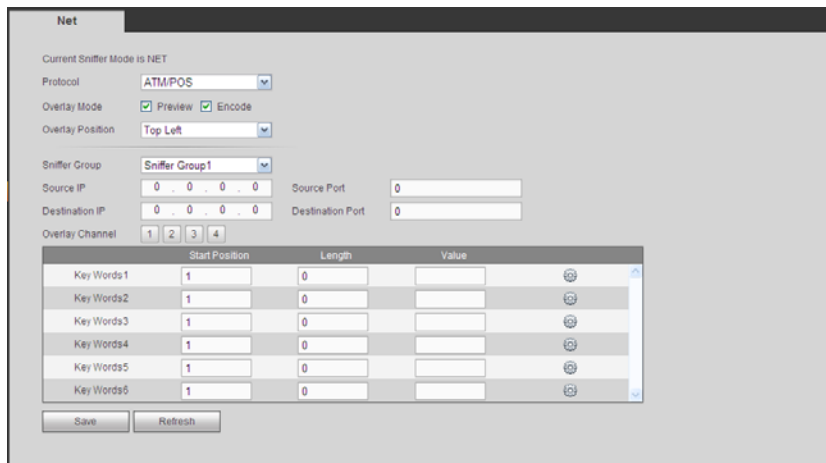 Net
Current Sniffer Mode is NET
Protocol ATM/POS
Overlay Mode Preview Encode
Overlay Position Top Left
Sniffer Group Sniffer Group1
Source IP 0 . 0 . 0 . 0 Source Port 0
Destination IP 0 . 0 . 0 . 0 Destination Port 0
Overlay Channel 1 2 3 4
Start Position Length Value
Key Words1 1 0
Key Words2 1 0
Key Words3 1 0
Key Words4 1 0
Key Words5 1 0
Key Words6 1 0
Save Refresh